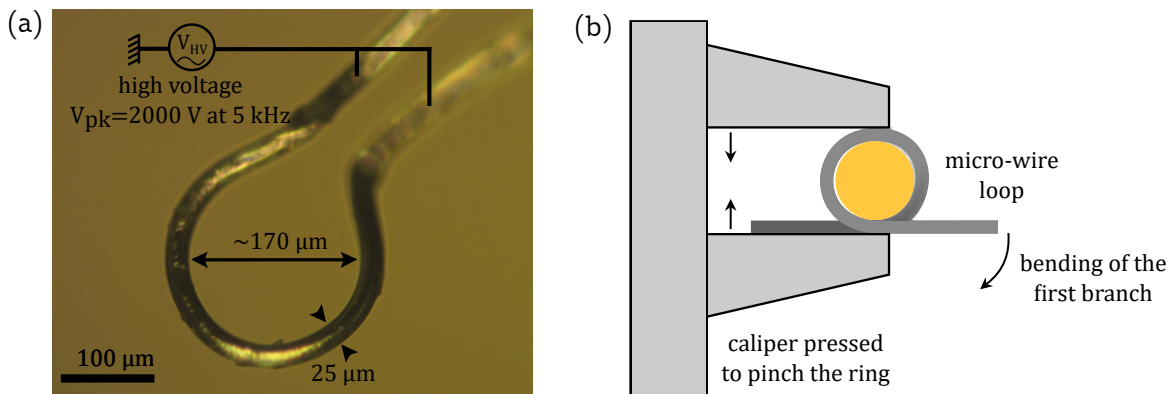 (a)
V_HV
high voltage
V_pk=2000 V at 5 kHz
~170 μm
100 μm
25 μm
(b)
micro-wire
loop
bending of the
first branch
caliper pressed
to pinch the ring